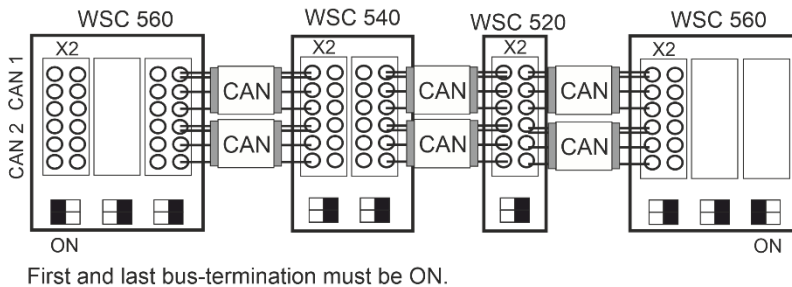 WSC 560 WSC 540 WSC 520 WSC 560
X2 X2 X2 X2
CAN 1 CAN CAN CAN
CAN 2 CAN CAN CAN
ON ON
First and last bus-termination must be ON.